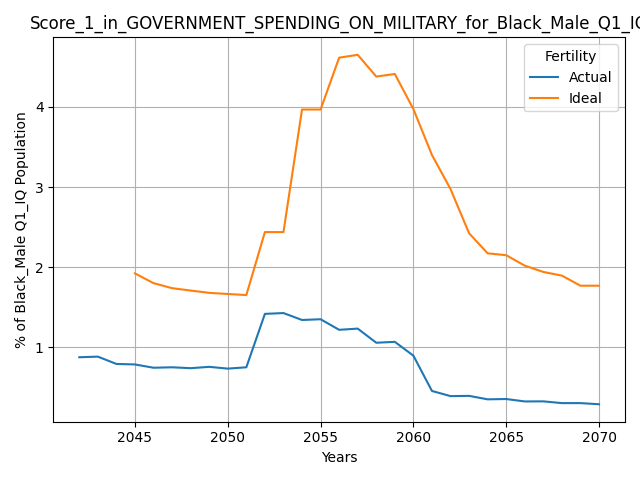 Score_1_in_GOVERNMENT_SPENDING_ON_MILITARY_for_Black_Male_Q1_IQ
Fertility
Actual
Ideal
% of Black_Male Q1_IQ Population
4
3
2
1
2045 2050 2055 2060 2065 2070
Years